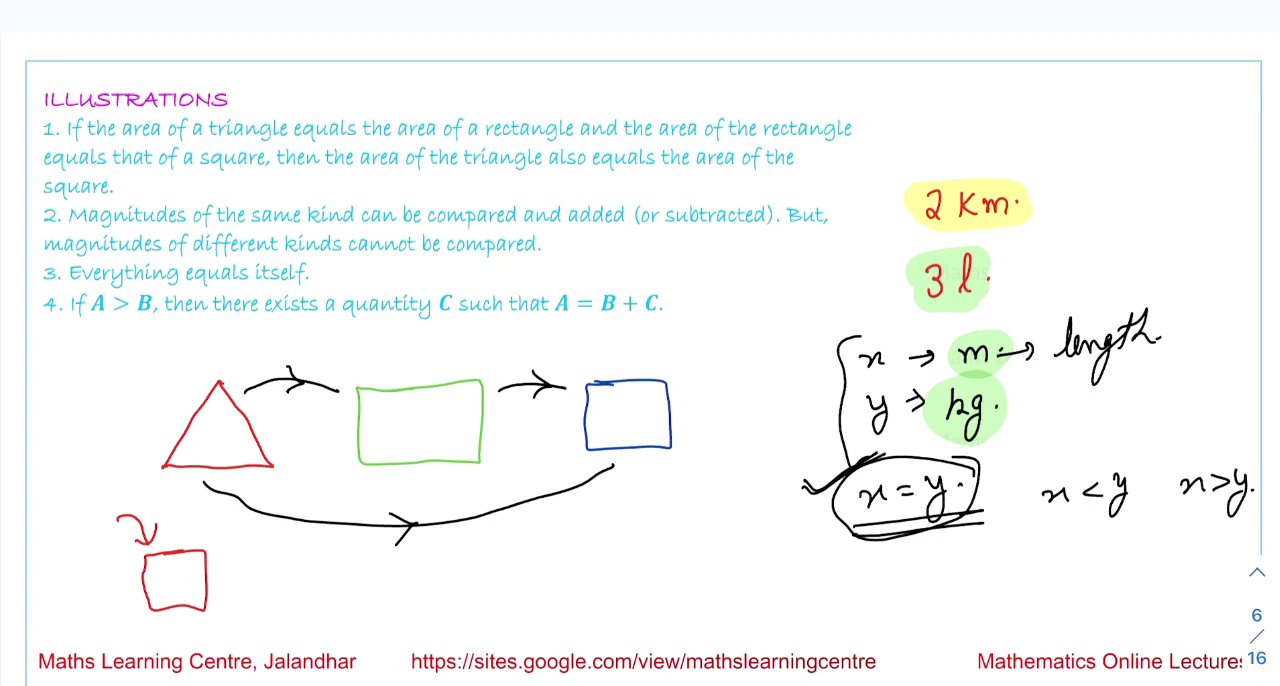 ILLUSTRATIONS
1. If the area of a triangle equals the area of a rectangle and the area of the rectangle
equals that of a square, then the area of the triangle also equals the area of the
square.
2. Magnitudes of the same kind can be compared and added (or subtracted). But,
magnitudes of different kinds cannot be compared.
3. Everything equals itself.
4. If A > B, then there exists a quantity C such that A = B + C.
2 Km.
3 l.
x → m → length.
y → kg.
x = y. x < y x > y.
6
/
16
Maths Learning Centre, Jalandhar https://sites.google.com/view/mathslearningcentre Mathematics Online Lectures